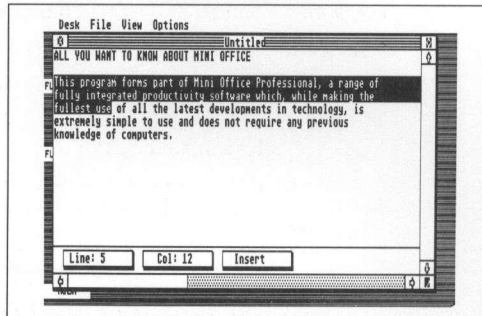 Desk File View Options
Untitled
ALL YOU WANT TO KNOW ABOUT MINI OFFICE
This program forms part of Mini Office Professional, a range of
fully integrated productivity software which, while making the
fullest use of all the latest developments in technology, is
extremely simple to use and does not require any previous
knowledge of computers.
FL
FL
Line: 5 Col: 12 Insert